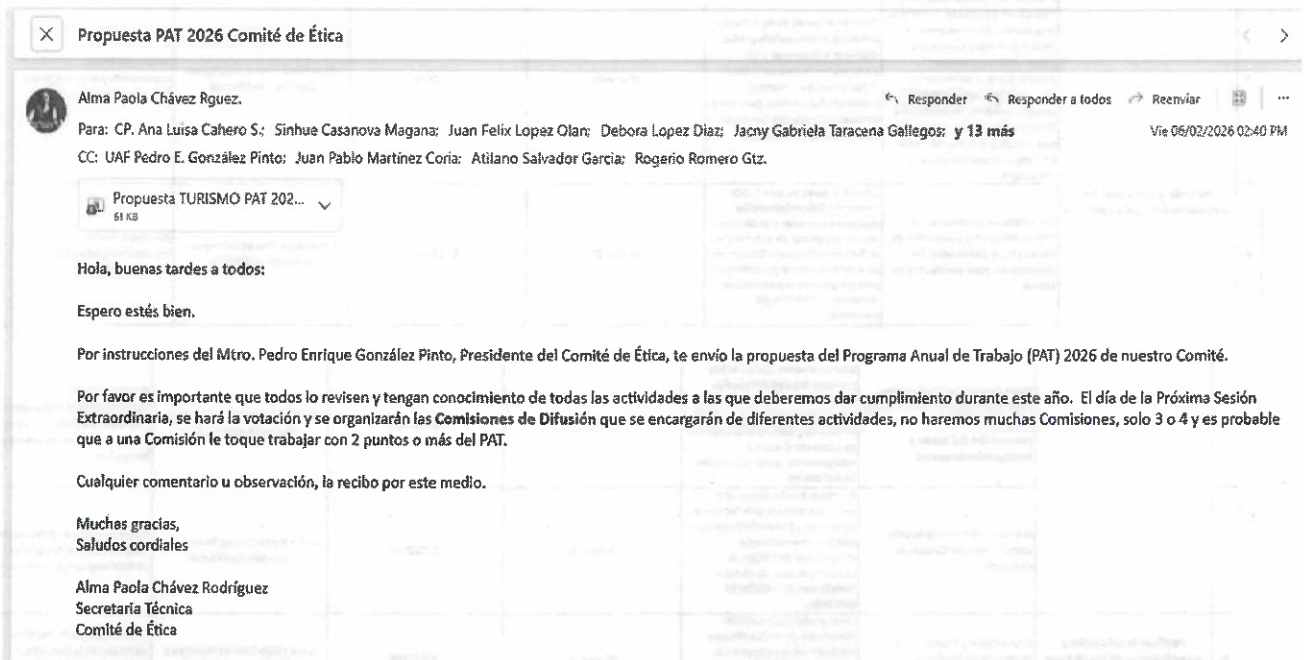 Propuesta PAT 2026 Comité de Ética
Alma Paola Chávez Rguez.
Responder Responder a todos Reenviar
Para: CP. Ana Luisa Cahero S.; Sinhue Casanova Magana; Juan Felix Lopez Olan; Debora Lopez Diaz; Jacny Gabriela Taracena Gallegos; y 13 más
Vie 06/02/2026 02:40 PM
CC: UAF Pedro E. González Pinto; Juan Pablo Martínez Coria; Atilano Salvador Garcia; Rogerio Romero Gtz.
Propuesta TURISMO PAT 202...
61 KB
Hola, buenas tardes a todos:
Espero estés bien.
Por instrucciones del Mtro. Pedro Enrique González Pinto, Presidente del Comité de Ética, te envío la propuesta del Programa Anual de Trabajo (PAT) 2026 de nuestro Comité.
Por favor es importante que todos lo revisen y tengan conocimiento de todas las actividades a las que deberemos dar cumplimiento durante este año. El día de la Próxima Sesión
Extraordinaria, se hará la votación y se organizarán las Comisiones de Difusión que se encargarán de diferentes actividades, no haremos muchas Comisiones, solo 3 o 4 y es probable
que a una Comisión le toque trabajar con 2 puntos o más del PAT.
Cualquier comentario u observación, la recibo por este medio.
Muchas gracias,
Saludos cordiales
Alma Paola Chávez Rodríguez
Secretaría Técnica
Comité de Ética